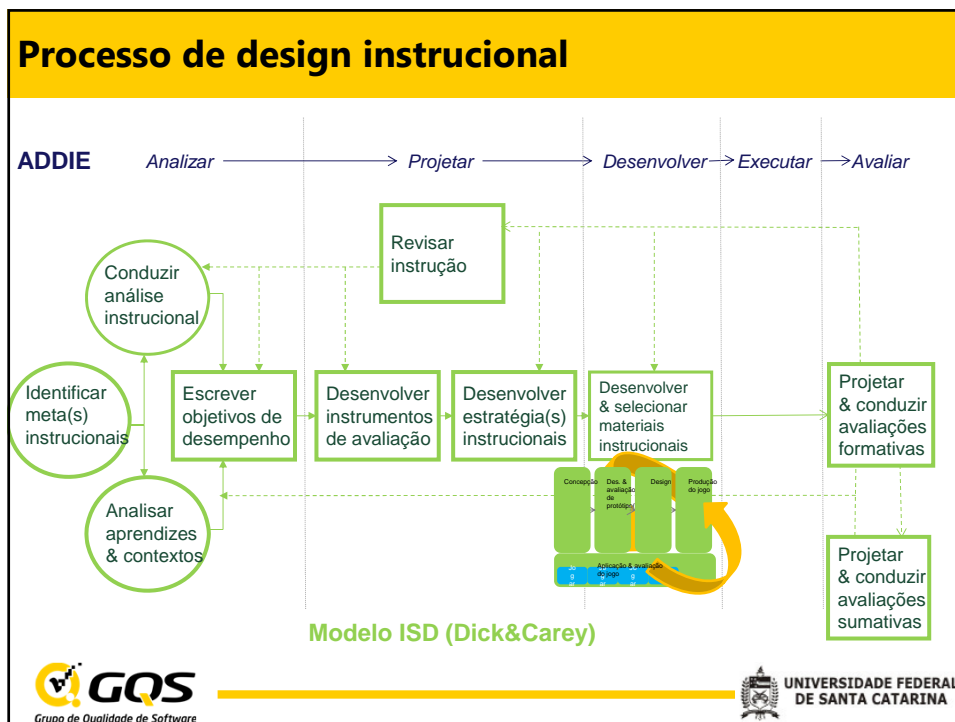 Processo de design instrucional
ADDIE
Analizar
Projetar
Desenvolver
Executar
Avaliar
Revisar
instrução
Conduzir
análise
instrucional
Identificar
meta(s)
instrucionais
Escrever
objetivos de
desempenho
Desenvolver
instrumentos
de avaliação
Desenvolver
estratégia(s)
instrucionais
Desenvolver
& selecionar
materiais
instrucionais
Projetar
& conduzir
avaliações
formativas
Analisar
aprendizes
& contextos
Concepção
Des. &
avaliação
de
Design
Produção
do jogo
Aplicação & avaliação
do jogo
Projetar
& conduzir
avaliações
sumativas
Modelo ISD (Dick&Carey)
GQS
Grupo de Qualidade de Software
UNIVERSIDADE FEDERAL
DE SANTA CATARINA